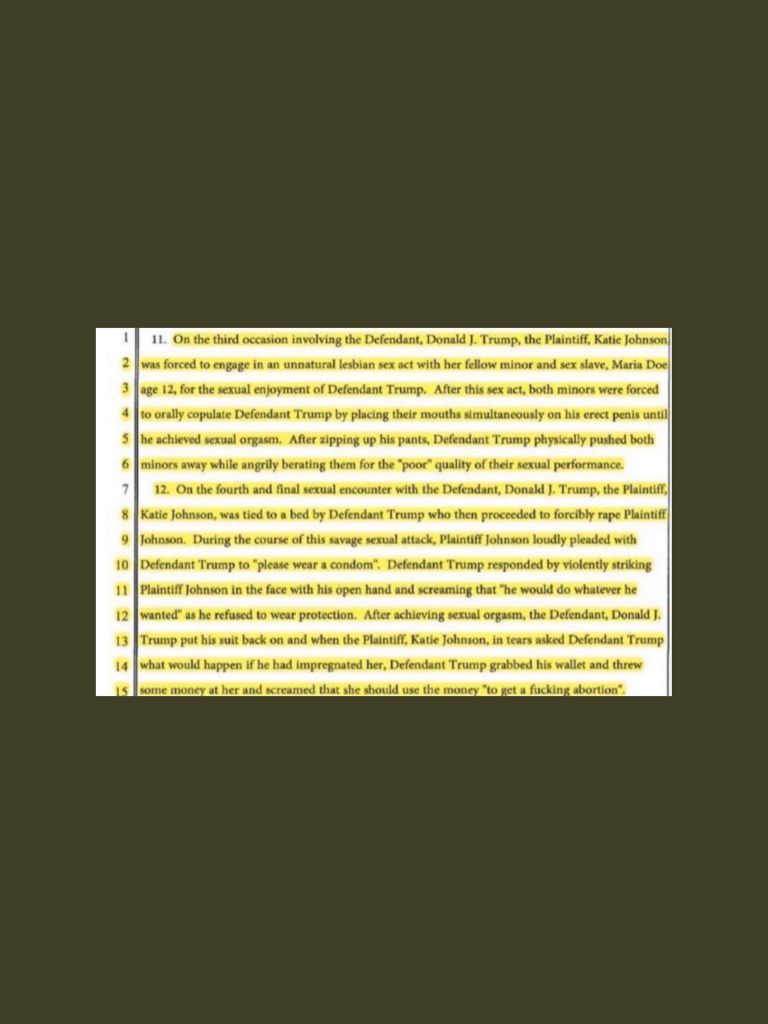 1 11. On the third occasion involving the Defendant, Donald J. Trump, the Plaintiff, Katie Johnson,
2 was forced to engage in an unnatural lesbian sex act with her fellow minor and sex slave, Maria Doe
3 age 12, for the sexual enjoyment of Defendant Trump. After this sex act, both minors were forced
4 to orally copulate Defendant Trump by placing their mouths simultaneously on his erect penis until
5 he achieved sexual orgasm. After zipping up his pants, Defendant Trump physically pushed both
6 minors away while angrily berating them for the "poor" quality of their sexual performance.
7 12. On the fourth and final sexual encounter with the Defendant, Donald J. Trump, the Plaintiff,
8 Katie Johnson, was tied to a bed by Defendant Trump who then proceeded to forcibly rape Plaintiff
9 Johnson. During the course of this savage sexual attack, Plaintiff Johnson loudly pleaded with
10 Defendant Trump to "please wear a condom". Defendant Trump responded by violently striking
11 Plaintiff Johnson in the face with his open hand and screaming that "he would do whatever he
12 wanted" as he refused to wear protection. After achieving sexual orgasm, the Defendant, Donald J.
13 Trump put his suit back on and when the Plaintiff, Katie Johnson, in tears asked Defendant Trump
14 what would happen if he had impregnated her, Defendant Trump grabbed his wallet and threw
15 some money at her and screamed that she should use the money "to get a fucking abortion".